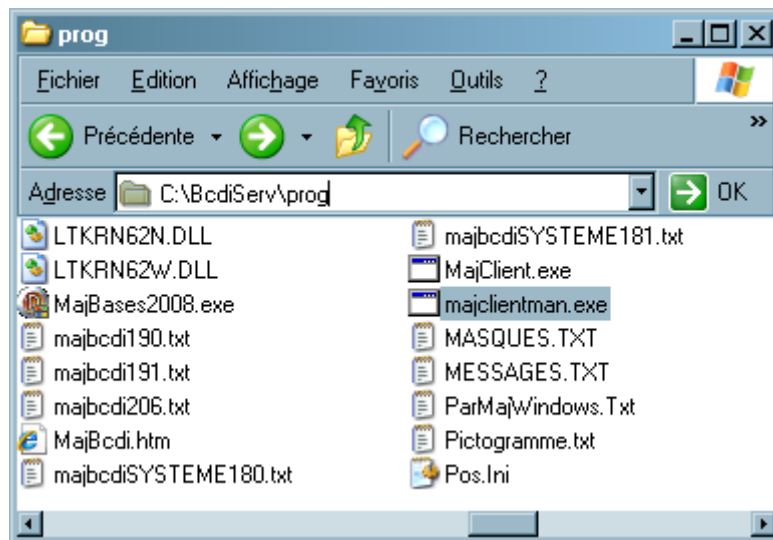 prog
Fichier Edition Affichage Favoris Outils ?
Précédente Rechercher »
Adresse C:\BcdiServ\prog OK
LTKRN62N.DLL
LTKRN62W.DLL
MajBases2008.exe
majbcdi190.txt
majbcdi191.txt
majbcdi206.txt
MajBcdi.htm
majbcdiSYSTEME180.txt
majbcdiSYSTEME181.txt
MajClient.exe
majclientman.exe
MASQUES.TXT
MESSAGES.TXT
ParMajWindows.Txt
Pictogramme.txt
Pos.Ini